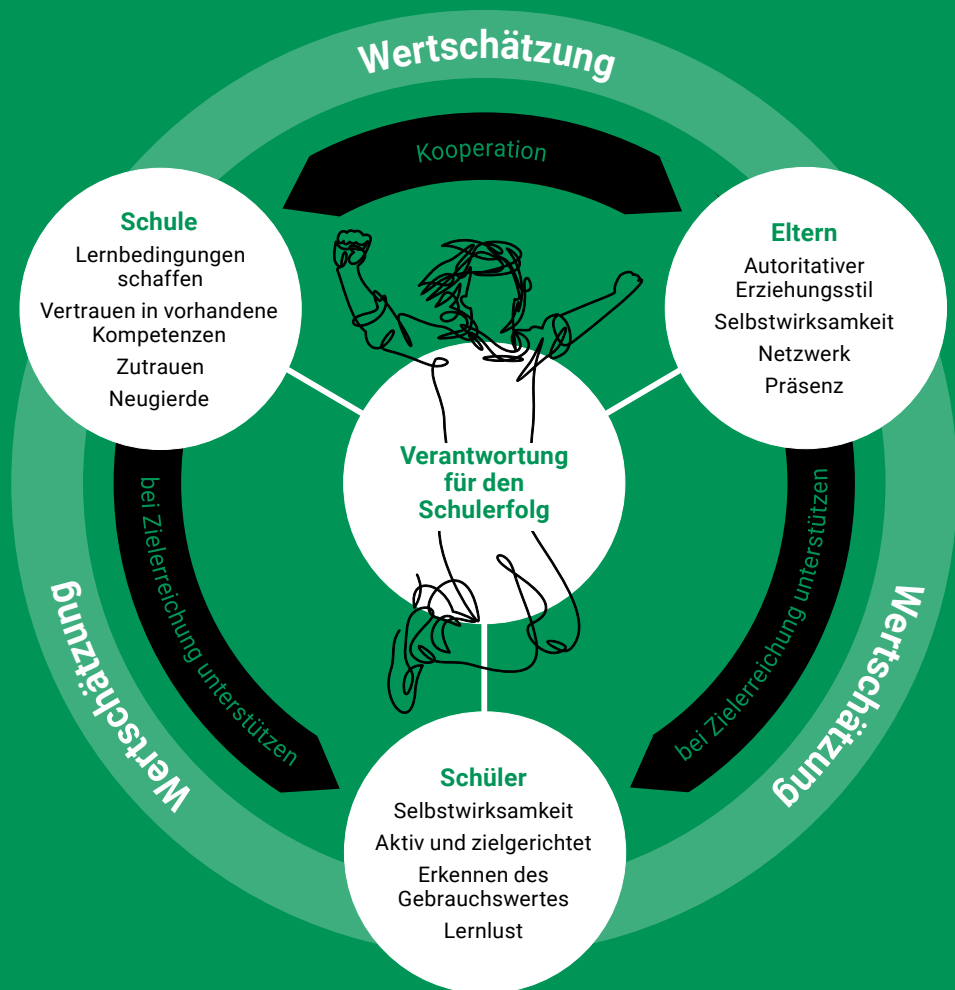 Wertschätzung
Kooperation
Schule
Lernbedingungen
schaffen
Vertrauen in vorhandene
Kompetenzen
Zutrauen
Neugierde
Eltern
Autoritativer
Erziehungsstil
Selbstwirksamkeit
Netzwerk
Präsenz
Verantwortung
für den
Schulerfolg
bei Zielerreichung unterstützen
bei Zielerreichung unterstützen
Wertschätzung
Wertschätzung
Schüler
Selbstwirksamkeit
Aktiv und zielgerichtet
Erkennen des
Gebrauchswertes
Lernlust